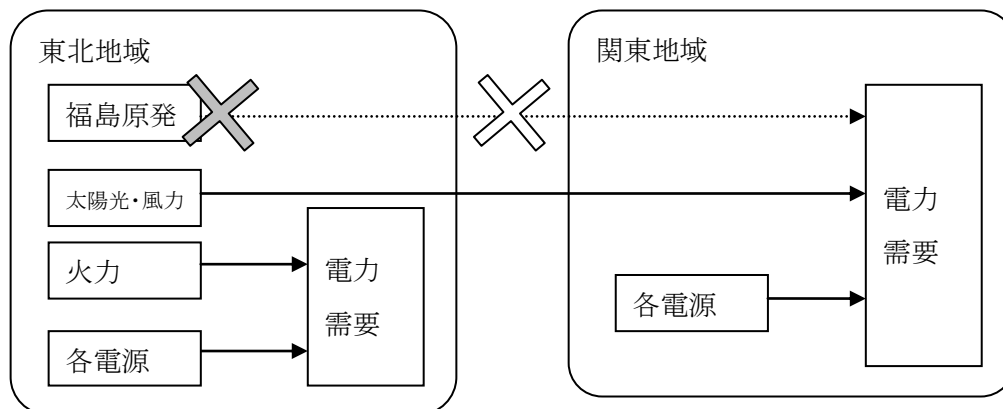 東北地域
福島原発
太陽光・風力
火力
各電源
電力
需要
関東地域
各電源
電力
需要